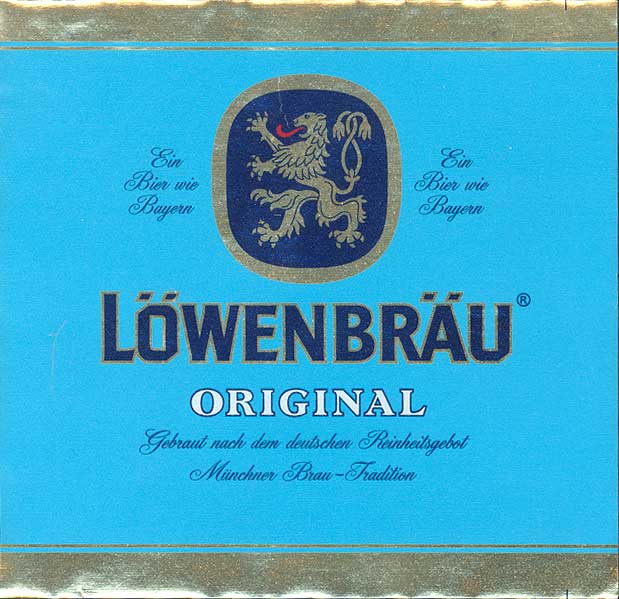 Ein
Bier wie
Bayern
Ein
Bier wie
Bayern
LÖWENBRÄU®
ORIGINAL
Gebraut nach dem deutschen Reinheitsgebot
Münchner Brau-Tradition